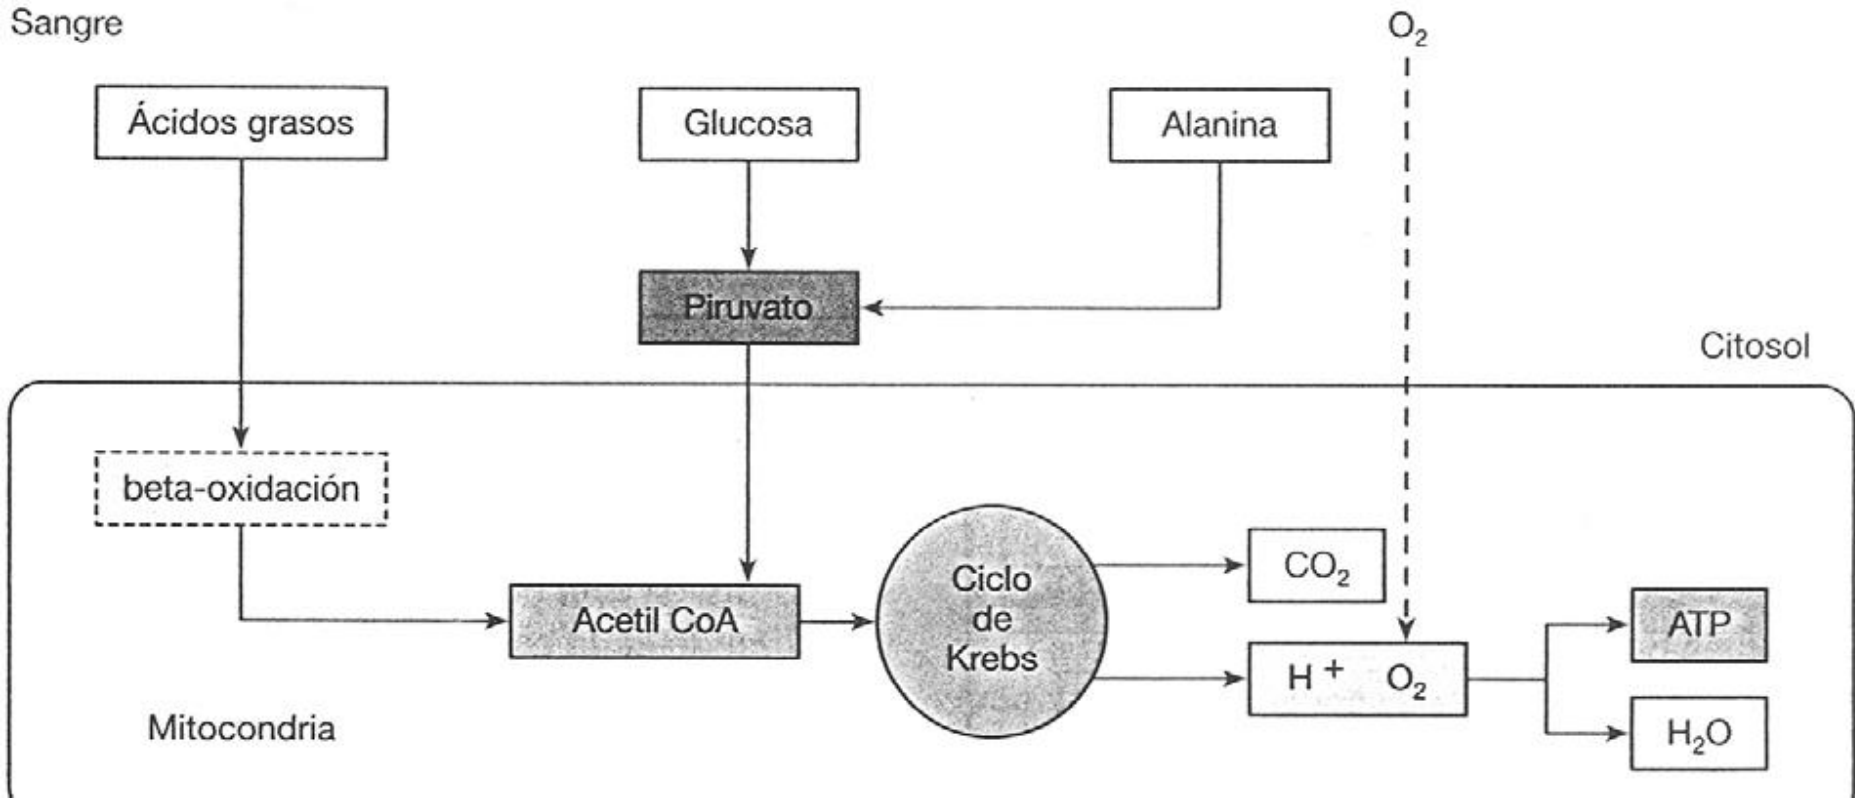 Sangre
O₂
Ácidos grasos
Glucosa
Alanina
Piruvato
Citosol
beta-oxidación
Acetil CoA
Ciclo
de
Krebs
CO₂
H⁺ O₂
ATP
H₂O
Mitocondria